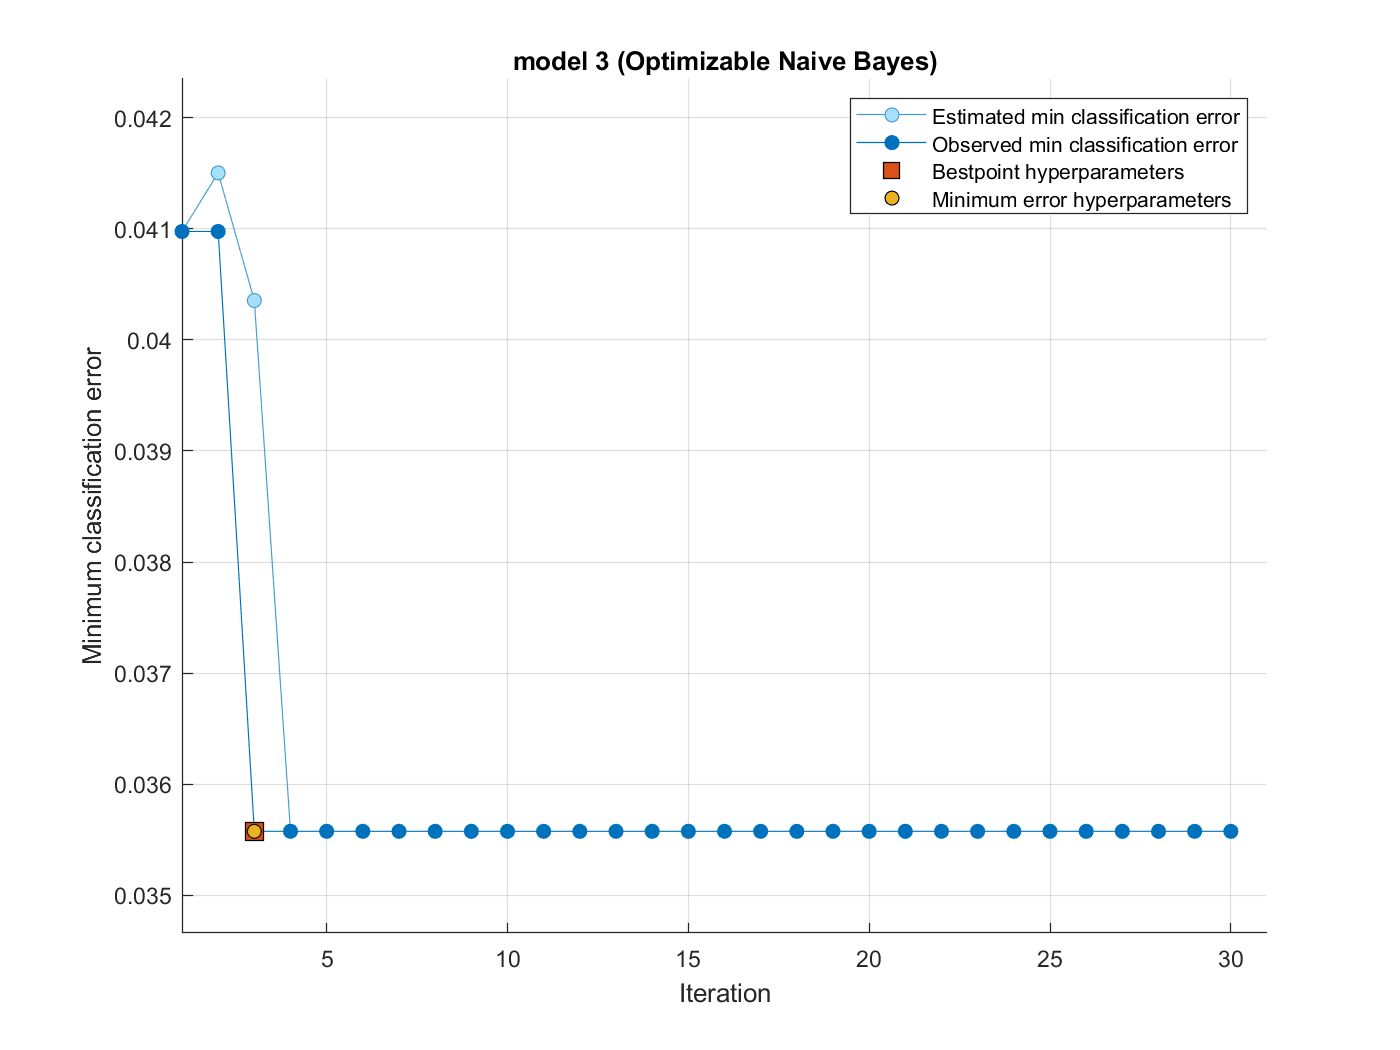 model 3 (Optimizable Naive Bayes)
Estimated min classification error
Observed min classification error
Bestpoint hyperparameters
Minimum error hyperparameters
Minimum classification error
0.042
0.041
0.04
0.039
0.038
0.037
0.036
0.035
5 10 15 20 25 30
Iteration